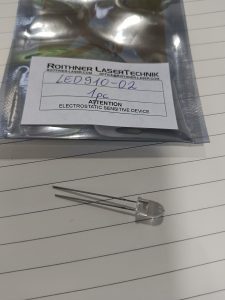 ROITHNER LASERTECHNIK
LED910-02
1pc
ATTENTION
ELECTROSTATIC SENSITIVE DEVICE